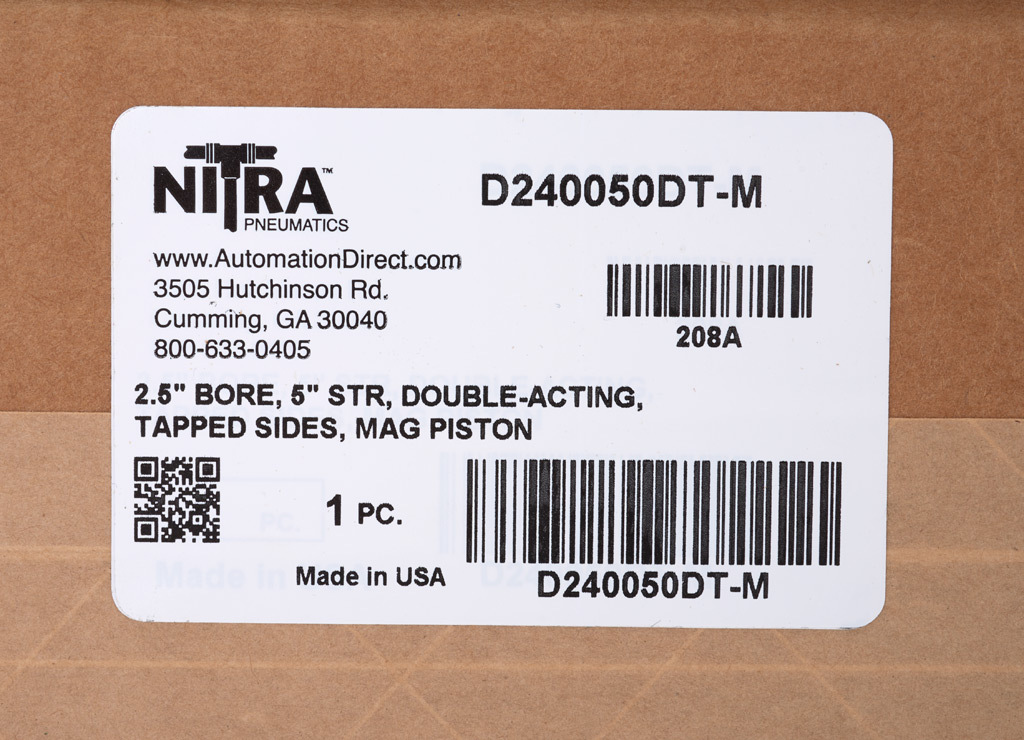 NITRA™
PNEUMATICS
D240050DT-M
www.AutomationDirect.com
3505 Hutchinson Rd.
Cumming, GA 30040
800-633-0405
208A
2.5" BORE, 5" STR, DOUBLE-ACTING,
TAPPED SIDES, MAG PISTON
1 PC.
Made in USA
D240050DT-M